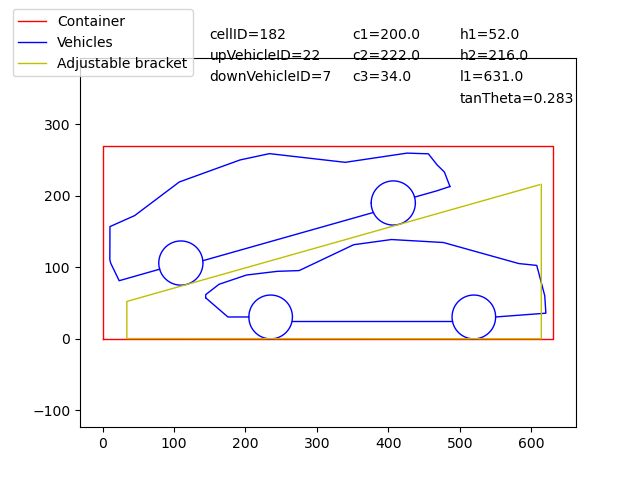 Container
Vehicles
Adjustable bracket
cellID=182 c1=200.0 h1=52.0
upVehicleID=22 c2=222.0 h2=216.0
downVehicleID=7 c3=34.0 l1=631.0
tanTheta=0.283
300
200
100
0
−100
0 100 200 300 400 500 600